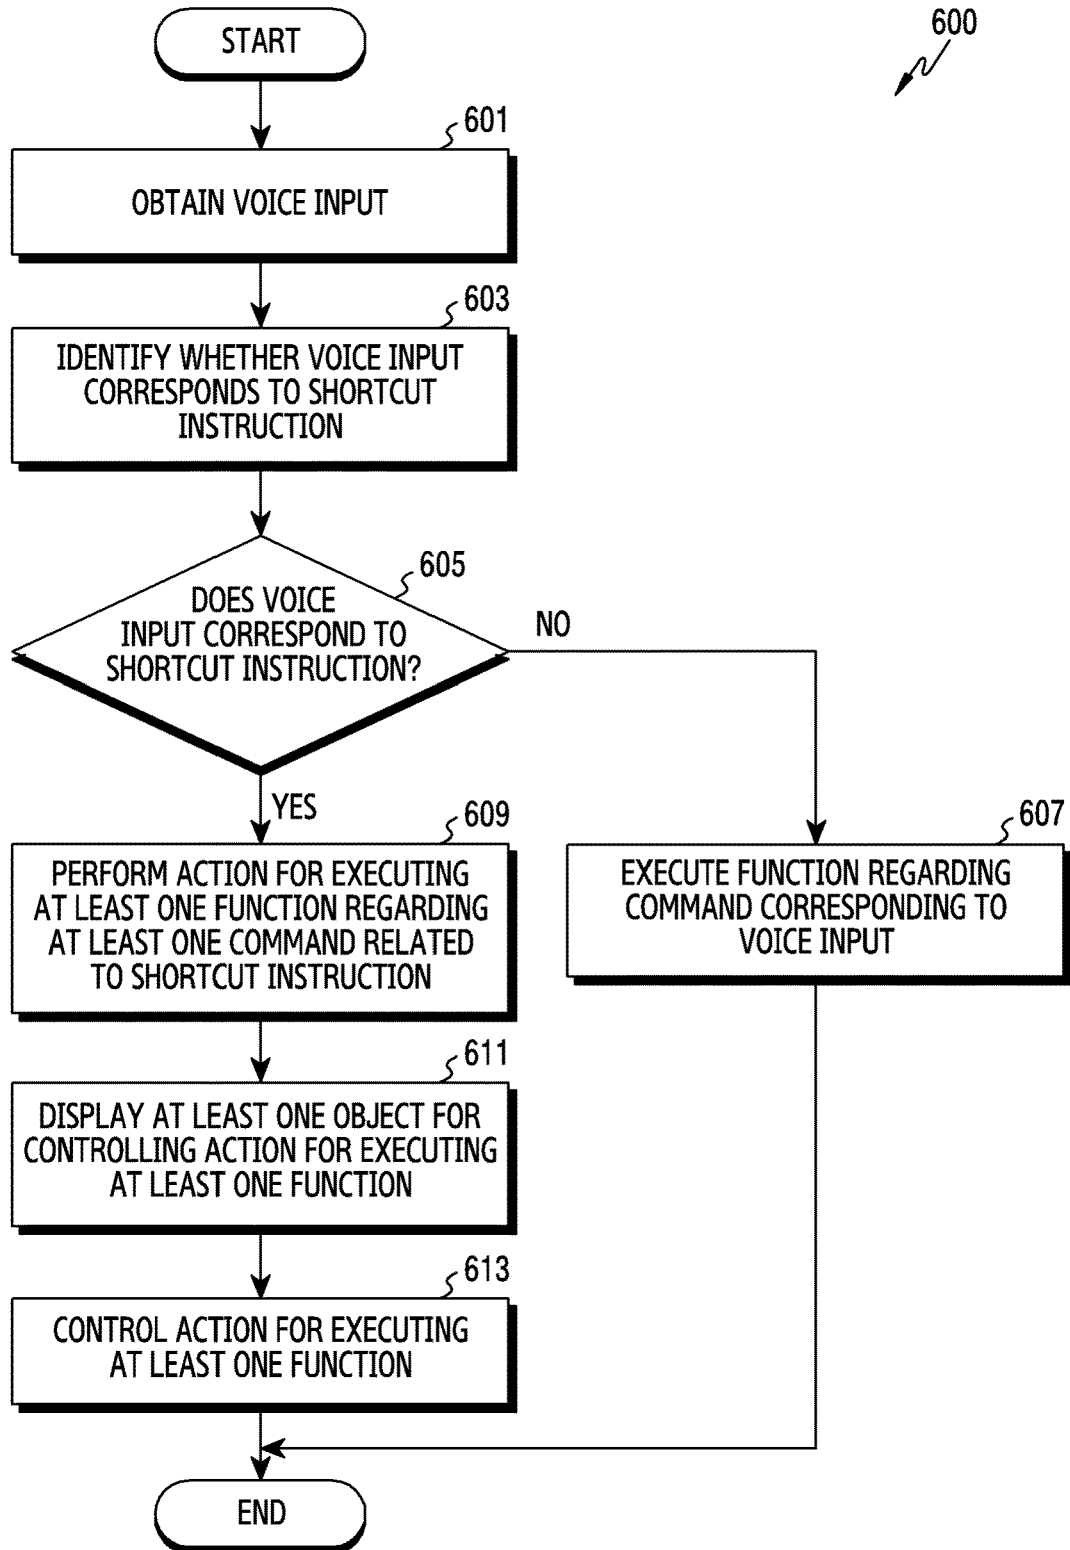 START
600
601
OBTAIN VOICE INPUT
603
IDENTIFY WHETHER VOICE INPUT
CORRESPONDS TO SHORTCUT
INSTRUCTION
605
DOES VOICE
INPUT CORRESPOND TO
SHORTCUT INSTRUCTION?
NO
YES
609
PERFORM ACTION FOR EXECUTING
AT LEAST ONE FUNCTION REGARDING
AT LEAST ONE COMMAND RELATED
TO SHORTCUT INSTRUCTION
607
EXECUTE FUNCTION REGARDING
COMMAND CORRESPONDING TO
VOICE INPUT
611
DISPLAY AT LEAST ONE OBJECT FOR
CONTROLLING ACTION FOR EXECUTING
AT LEAST ONE FUNCTION
613
CONTROL ACTION FOR EXECUTING
AT LEAST ONE FUNCTION
END